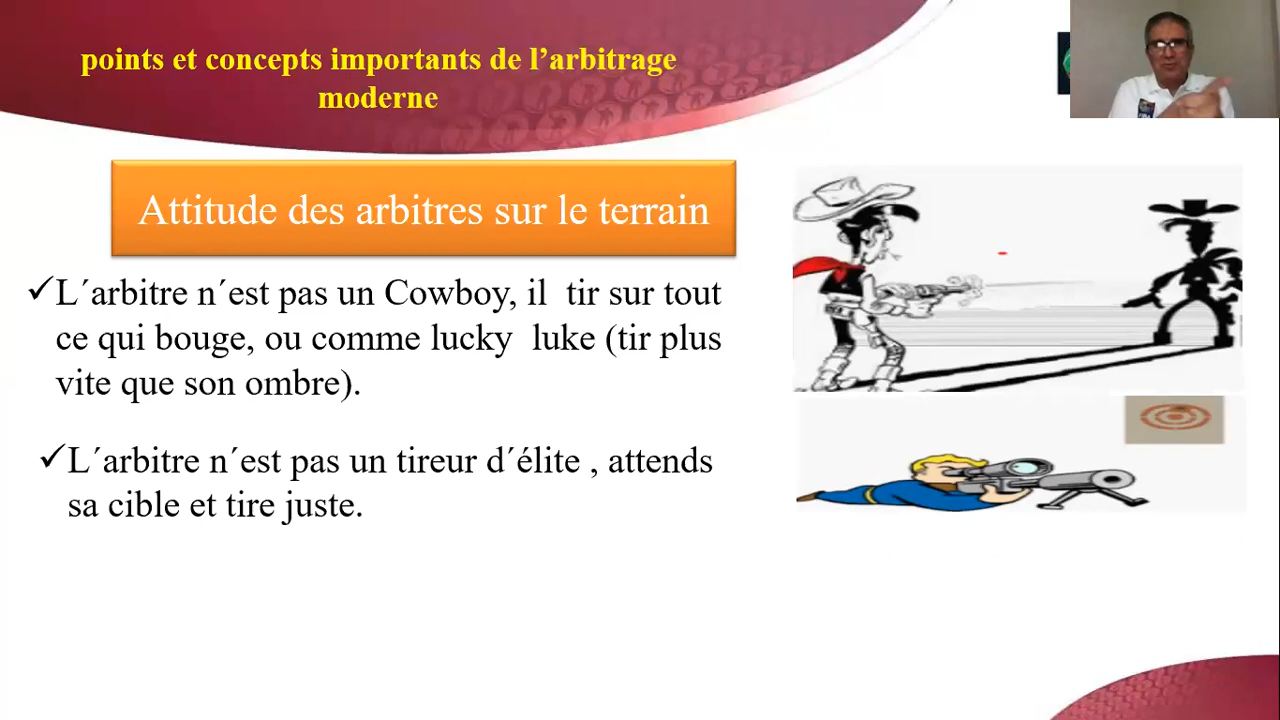 points et concepts importants de l’arbitrage
moderne
Attitude des arbitres sur le terrain
✓L´arbitre n´est pas un Cowboy, il tir sur tout
ce qui bouge, ou comme lucky luke (tir plus
vite que son ombre).
✓L´arbitre n´est pas un tireur d´élite , attends
sa cible et tire juste.